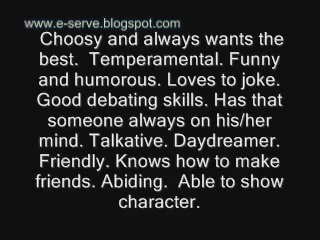 www.e-serve.blogspot.com
Choosy and always wants the
best.  Temperamental. Funny
and humorous. Loves to joke.
Good debating skills. Has that
someone always on his/her
mind. Talkative. Daydreamer.
Friendly. Knows how to make
friends. Abiding.  Able to show
character.